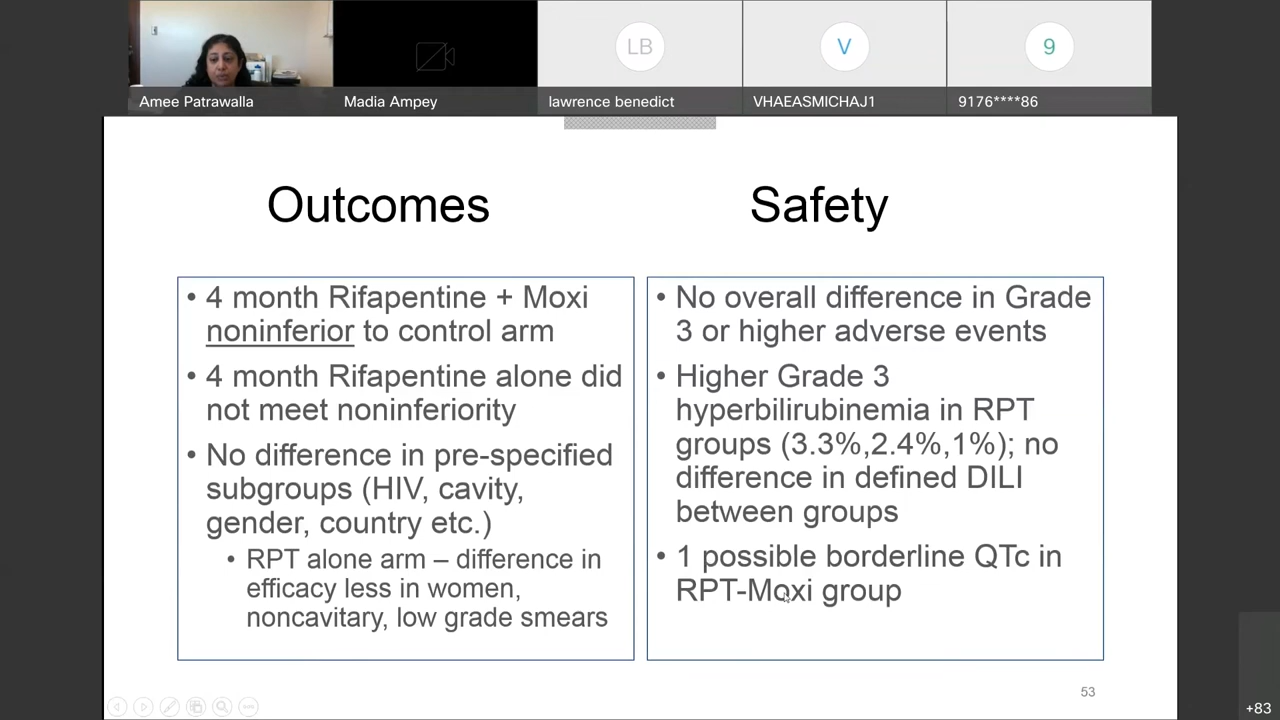 LB
V
9
Amee Patrawalla
Madia Ampey
lawrence benedict
VHAEASMICHAJ1
9176****86
Outcomes
Safety
• 4 month Rifapentine + Moxi
noninferior to control arm
• 4 month Rifapentine alone did
not meet noninferiority
• No difference in pre-specified
subgroups (HIV, cavity,
gender, country etc.)
• RPT alone arm – difference in
efficacy less in women,
noncavitary, low grade smears
• No overall difference in Grade
3 or higher adverse events
• Higher Grade 3
hyperbilirubinemia in RPT
groups (3.3%,2.4%,1%); no
difference in defined DILI
between groups
• 1 possible borderline QTc in
RPT-Moxi group
53
+83